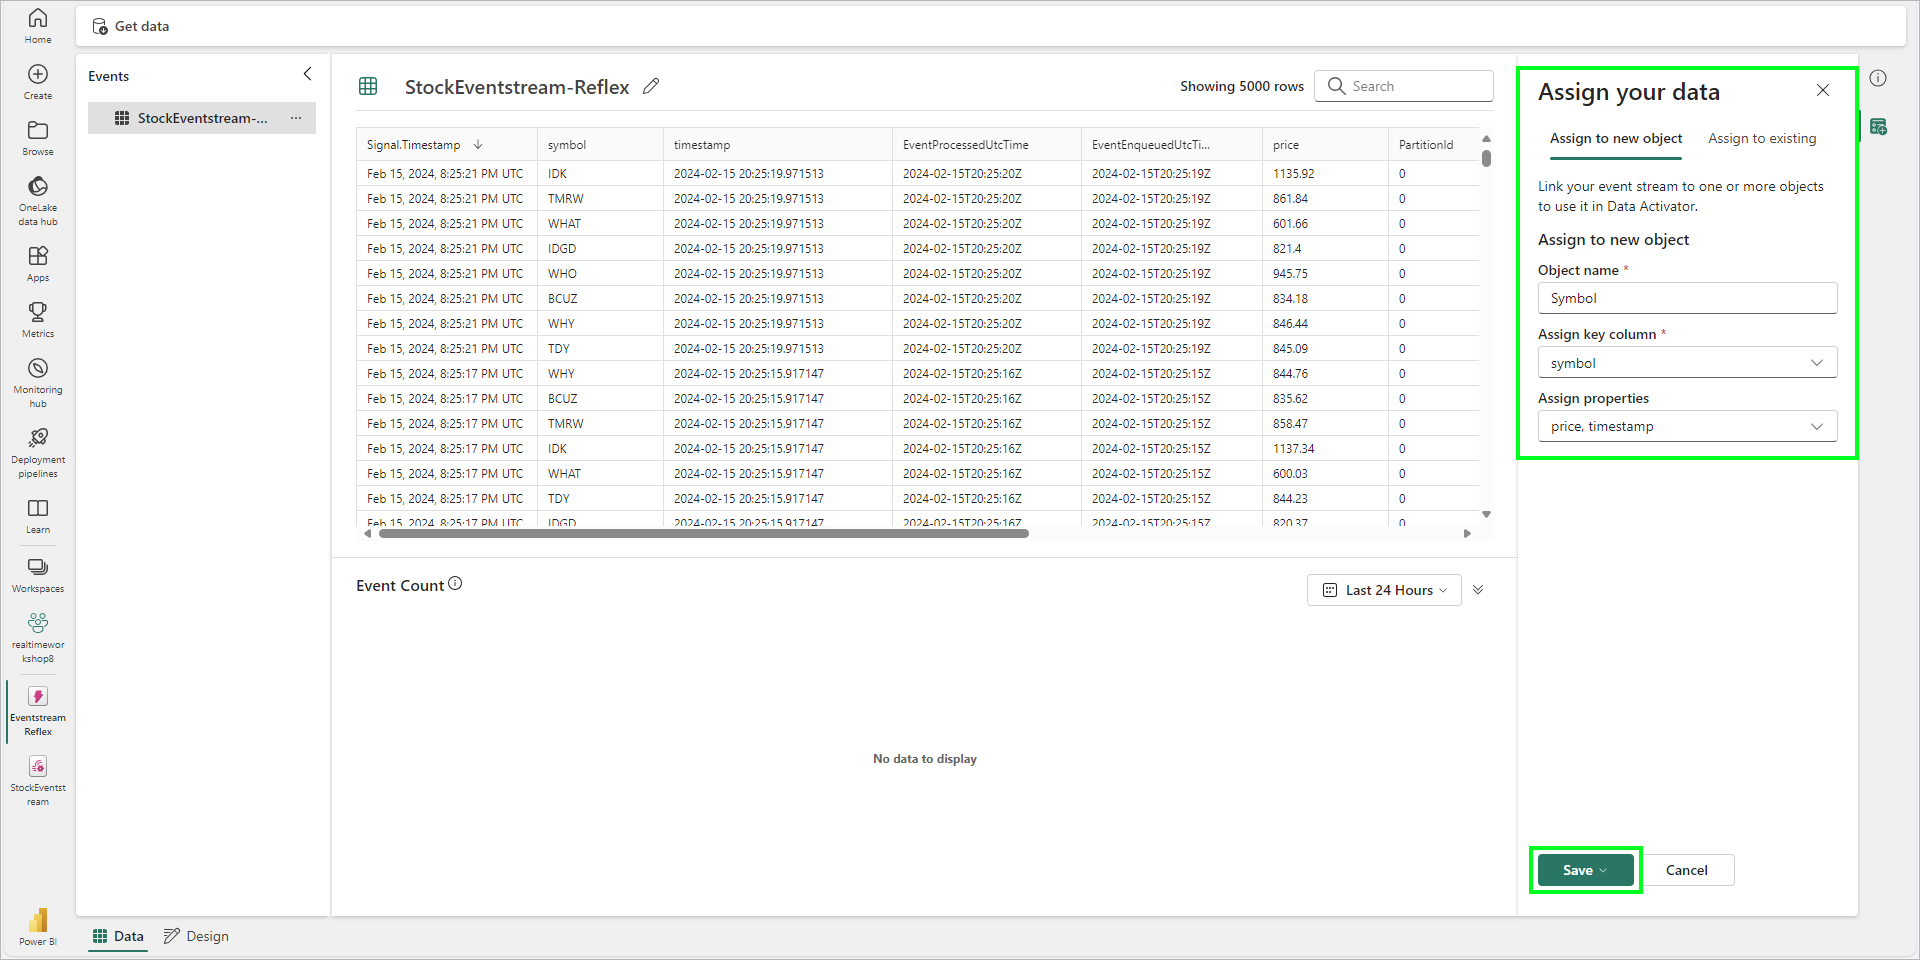 Home
Create
Browse
OneLake
data hub
Apps
Metrics
Monitoring
hub
Deployment
pipelines
Learn
Workspaces
realtimewor
kshop8
Eventstream
Reflex
StockEventst
ream
Power BI
Get data
Events
StockEventstream-...
StockEventstream-Reflex
Showing 5000 rows
Search
Signal.Timestamp symbol timestamp EventProcessedUtcTime EventEnqueuedUtcTi... price PartitionId
Feb 15, 2024, 8:25:21 PM UTC IDK 2024-02-15 20:25:19.971513 2024-02-15T20:25:20Z 2024-02-15T20:25:19Z 1135.92 0
Feb 15, 2024, 8:25:21 PM UTC TMRW 2024-02-15 20:25:19.971513 2024-02-15T20:25:20Z 2024-02-15T20:25:19Z 861.84 0
Feb 15, 2024, 8:25:21 PM UTC WHAT 2024-02-15 20:25:19.971513 2024-02-15T20:25:20Z 2024-02-15T20:25:19Z 601.66 0
Feb 15, 2024, 8:25:21 PM UTC IDGD 2024-02-15 20:25:19.971513 2024-02-15T20:25:20Z 2024-02-15T20:25:19Z 821.4 0
Feb 15, 2024, 8:25:21 PM UTC WHO 2024-02-15 20:25:19.971513 2024-02-15T20:25:20Z 2024-02-15T20:25:19Z 945.75 0
Feb 15, 2024, 8:25:21 PM UTC BCUZ 2024-02-15 20:25:19.971513 2024-02-15T20:25:20Z 2024-02-15T20:25:19Z 834.18 0
Feb 15, 2024, 8:25:21 PM UTC WHY 2024-02-15 20:25:19.971513 2024-02-15T20:25:20Z 2024-02-15T20:25:19Z 846.44 0
Feb 15, 2024, 8:25:21 PM UTC TDY 2024-02-15 20:25:19.971513 2024-02-15T20:25:20Z 2024-02-15T20:25:19Z 845.09 0
Feb 15, 2024, 8:25:17 PM UTC WHY 2024-02-15 20:25:15.917147 2024-02-15T20:25:16Z 2024-02-15T20:25:15Z 844.76 0
Feb 15, 2024, 8:25:17 PM UTC BCUZ 2024-02-15 20:25:15.917147 2024-02-15T20:25:16Z 2024-02-15T20:25:15Z 835.62 0
Feb 15, 2024, 8:25:17 PM UTC TMRW 2024-02-15 20:25:15.917147 2024-02-15T20:25:16Z 2024-02-15T20:25:15Z 858.47 0
Feb 15, 2024, 8:25:17 PM UTC IDK 2024-02-15 20:25:15.917147 2024-02-15T20:25:16Z 2024-02-15T20:25:15Z 1137.34 0
Feb 15, 2024, 8:25:17 PM UTC WHAT 2024-02-15 20:25:15.917147 2024-02-15T20:25:16Z 2024-02-15T20:25:15Z 600.03 0
Feb 15, 2024, 8:25:17 PM UTC TDY 2024-02-15 20:25:15.917147 2024-02-15T20:25:16Z 2024-02-15T20:25:15Z 844.23 0
Feb 15, 2024, 8:25:17 PM UTC IDGD 2024-02-15 20:25:15.917147 2024-02-15T20:25:16Z 2024-02-15T20:25:15Z 820.37 0
Event Count
Last 24 Hours
No data to display
Data Design
Assign your data
Assign to new object Assign to existing
Link your event stream to one or more objects
to use it in Data Activator.
Assign to new object
Object name *
Symbol
Assign key column *
symbol
Assign properties
price, timestamp
Save Cancel